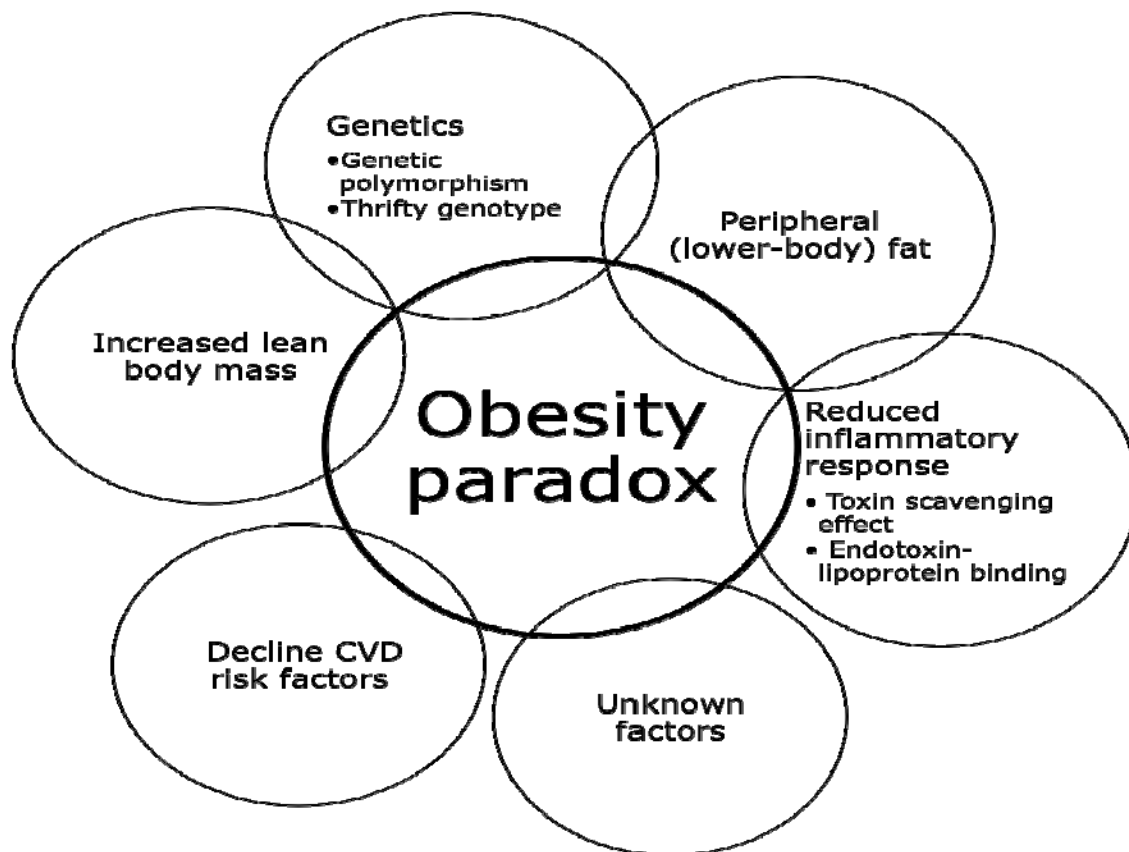 Genetics
•Genetic
polymorphism
•Thrifty genotype
Peripheral
(lower-body) fat
Increased lean
body mass
Obesity
paradox
Reduced
inflammatory
response
• Toxin scavenging
effect
• Endotoxin-
lipoprotein binding
Decline CVD
risk factors
Unknown
factors